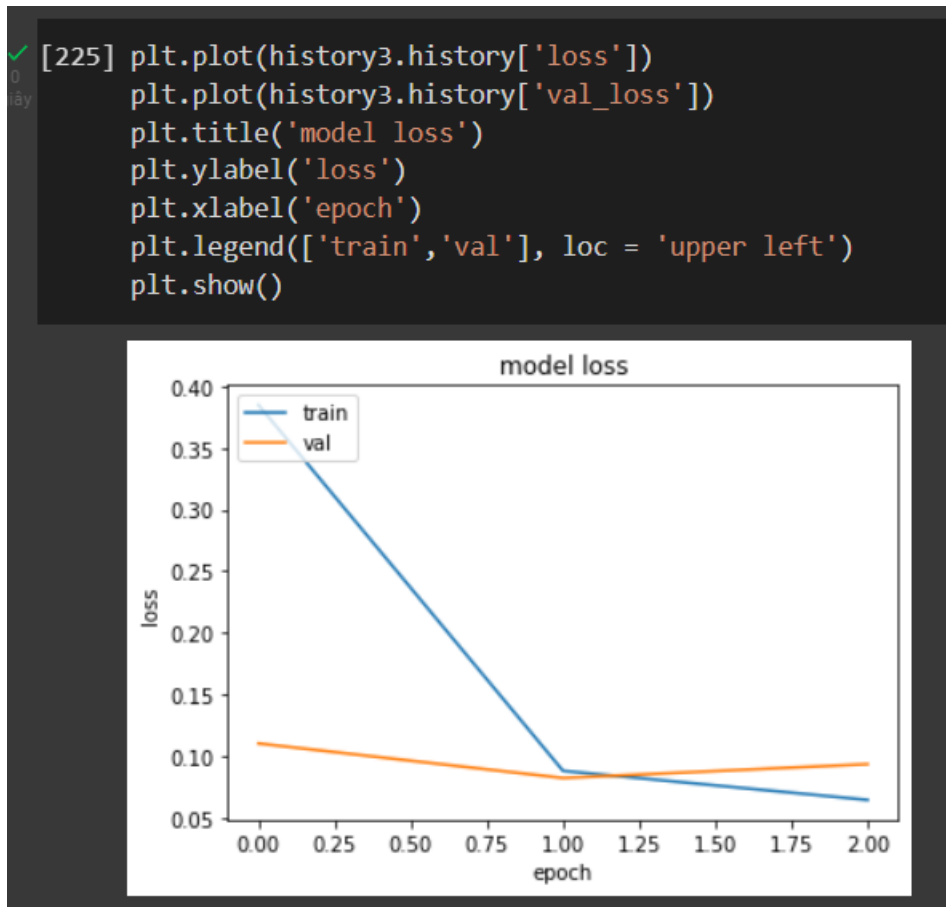 [225] plt.plot(history3.history['loss'])
0
plt.plot(history3.history['val_loss'])
giây
plt.title('model loss')
plt.ylabel('loss')
plt.xlabel('epoch')
plt.legend(['train','val'], loc = 'upper left')
plt.show()
model loss
train
val
0.40
0.35
0.30
0.25
0.20
0.15
0.10
0.05
loss
0.00 0.25 0.50 0.75 1.00 1.25 1.50 1.75 2.00
epoch